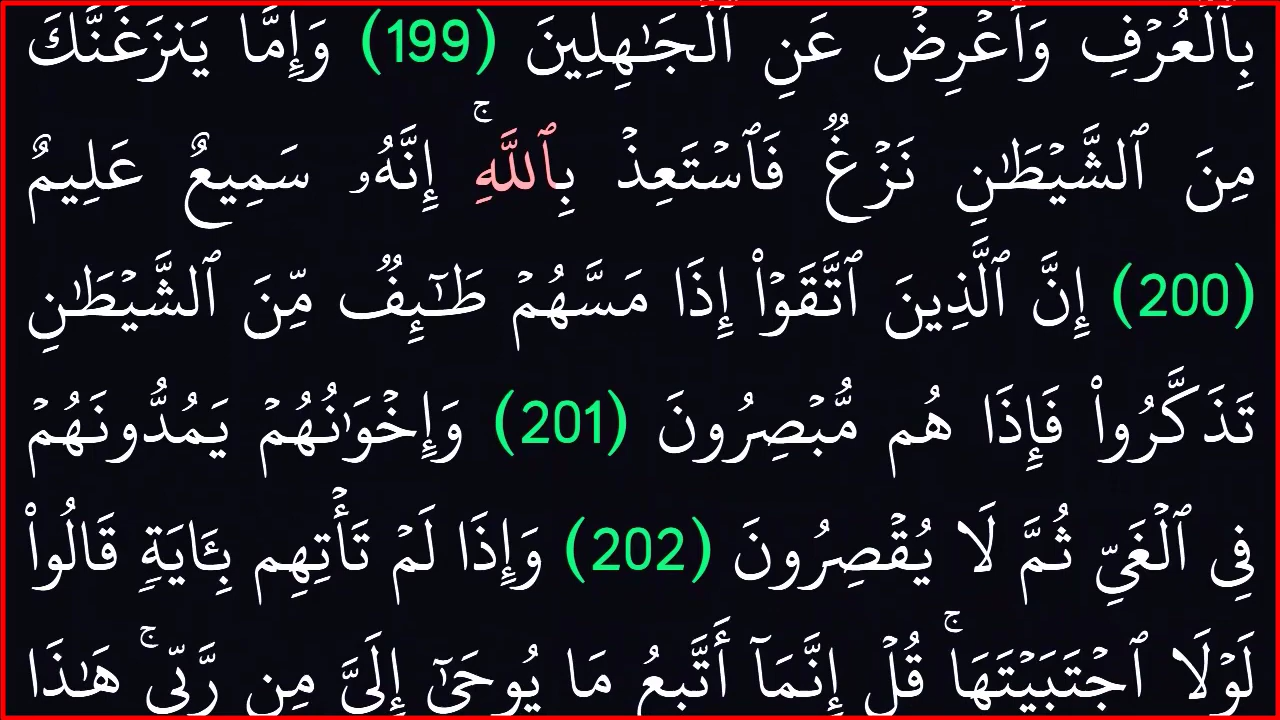 بِٱلْعُرْفِ وَأَعْرِضْ عَنِ ٱلْجَـٰهِلِينَ (199) وَإِمَّا يَنزَغَنَّكَ
مِنَ ٱلشَّيْطَـٰنِ نَزْغٌ فَٱسْتَعِذْ بِٱللَّهِ ۚ إِنَّهُۥ سَمِيعٌ عَلِيمٌ
(200) إِنَّ ٱلَّذِينَ ٱتَّقَوْا۟ إِذَا مَسَّهُمْ طَـٰٓئِفٌ مِّنَ ٱلشَّيْطَـٰنِ
تَذَكَّرُوا۟ فَإِذَا هُم مُّبْصِرُونَ (201) وَإِخْوَٰنُهُمْ يَمُدُّونَهُمْ
فِى ٱلْغَىِّ ثُمَّ لَا يُقْصِرُونَ (202) وَإِذَا لَمْ تَأْتِهِم بِـَٔايَةٍ قَالُوا۟
لَوْلَا ٱجْتَبَيْتَهَا ۚ قُلْ إِنَّمَآ أَتَّبِعُ مَا يُوحَىٰٓ إِلَىَّ مِن رَّبِّى ۚ هَـٰذَا